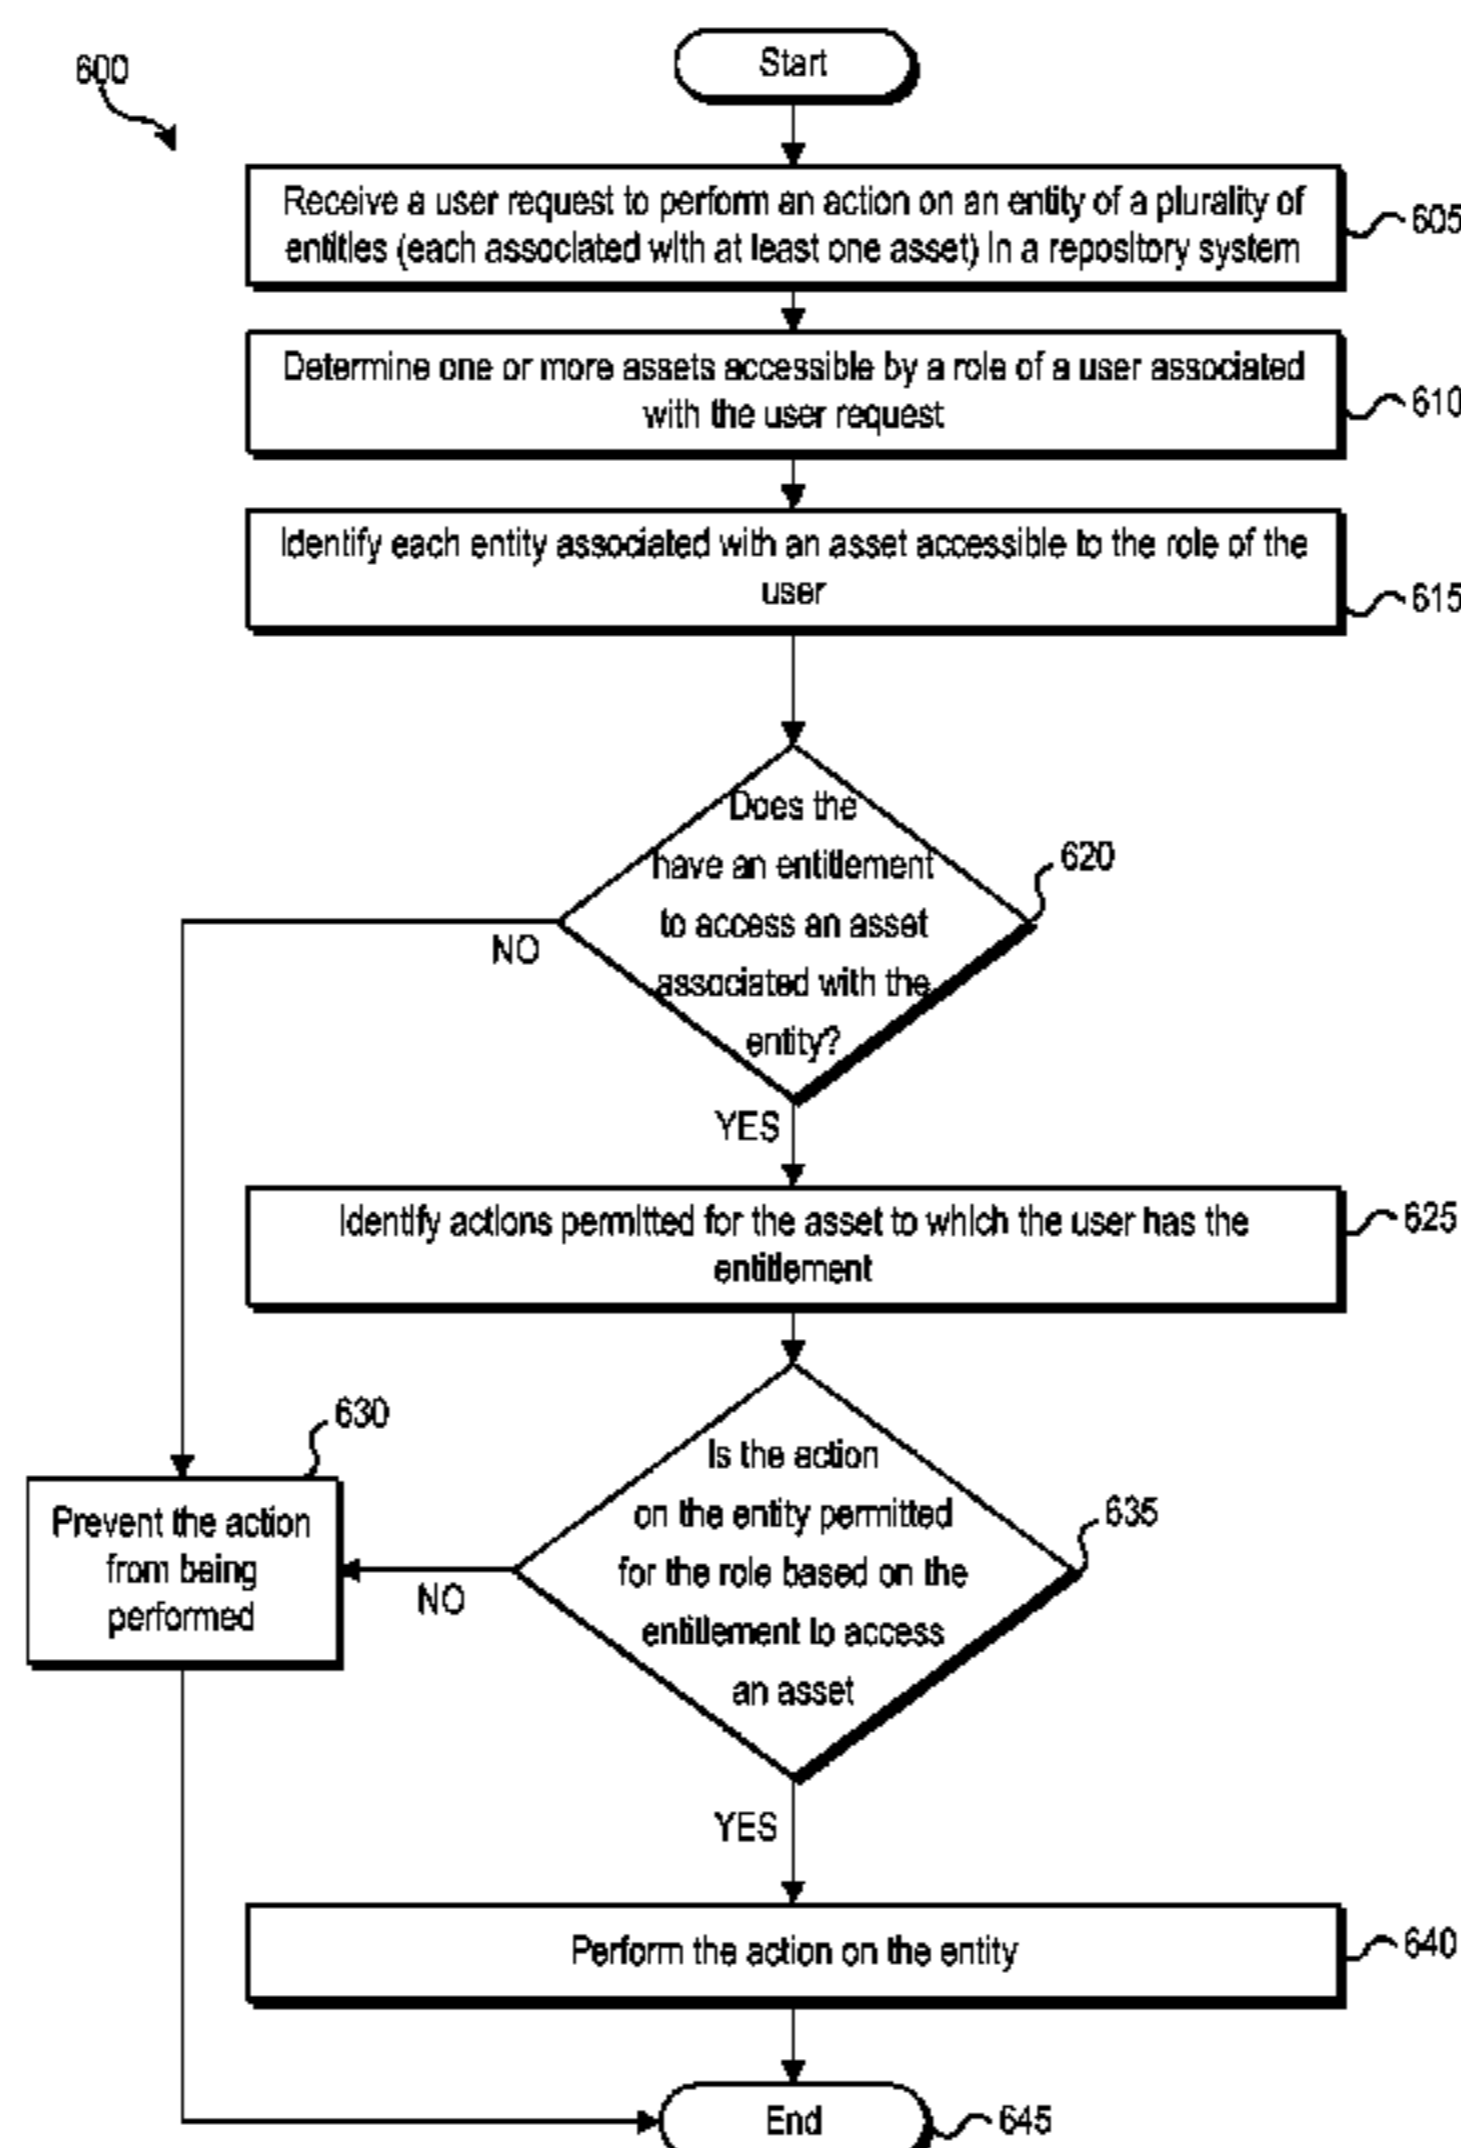 600
Start
Receive a user request to perform an action on an entity of a plurality of
entities (each associated with at least one asset) in a repository system
605
Determine one or more assets accessible by a role of a user associated
with the user request
610
Identify each entity associated with an asset accessible to the role of the
user
615
Does the
have an entitlement
to access an asset
associated with the
entity?
620
NO
YES
Identify actions permitted for the asset to which the user has the
entitlement
625
630
Prevent the action
from being
performed
Is the action
on the entity permitted
for the role based on the
entitlement to access
an asset
635
NO
YES
Perform the action on the entity
640
End
645